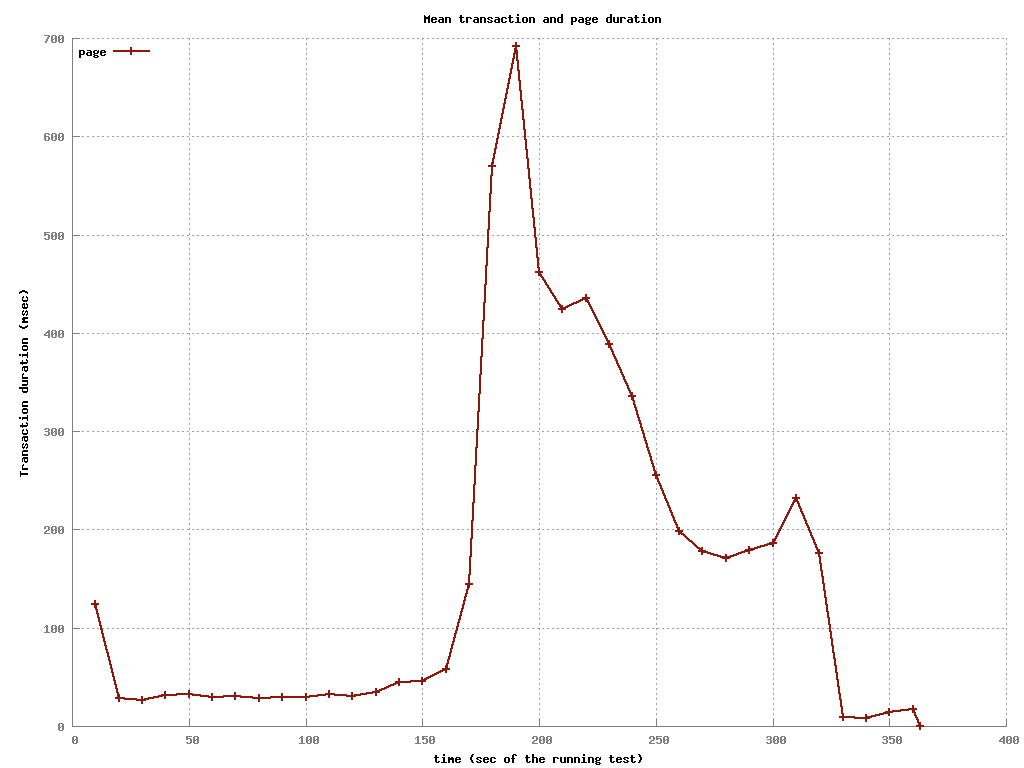 Mean transaction and page duration
page
700
600
500
400
300
200
100
0
Transaction duration (msec)
0 50 100 150 200 250 300 350 400
time (sec of the running test)